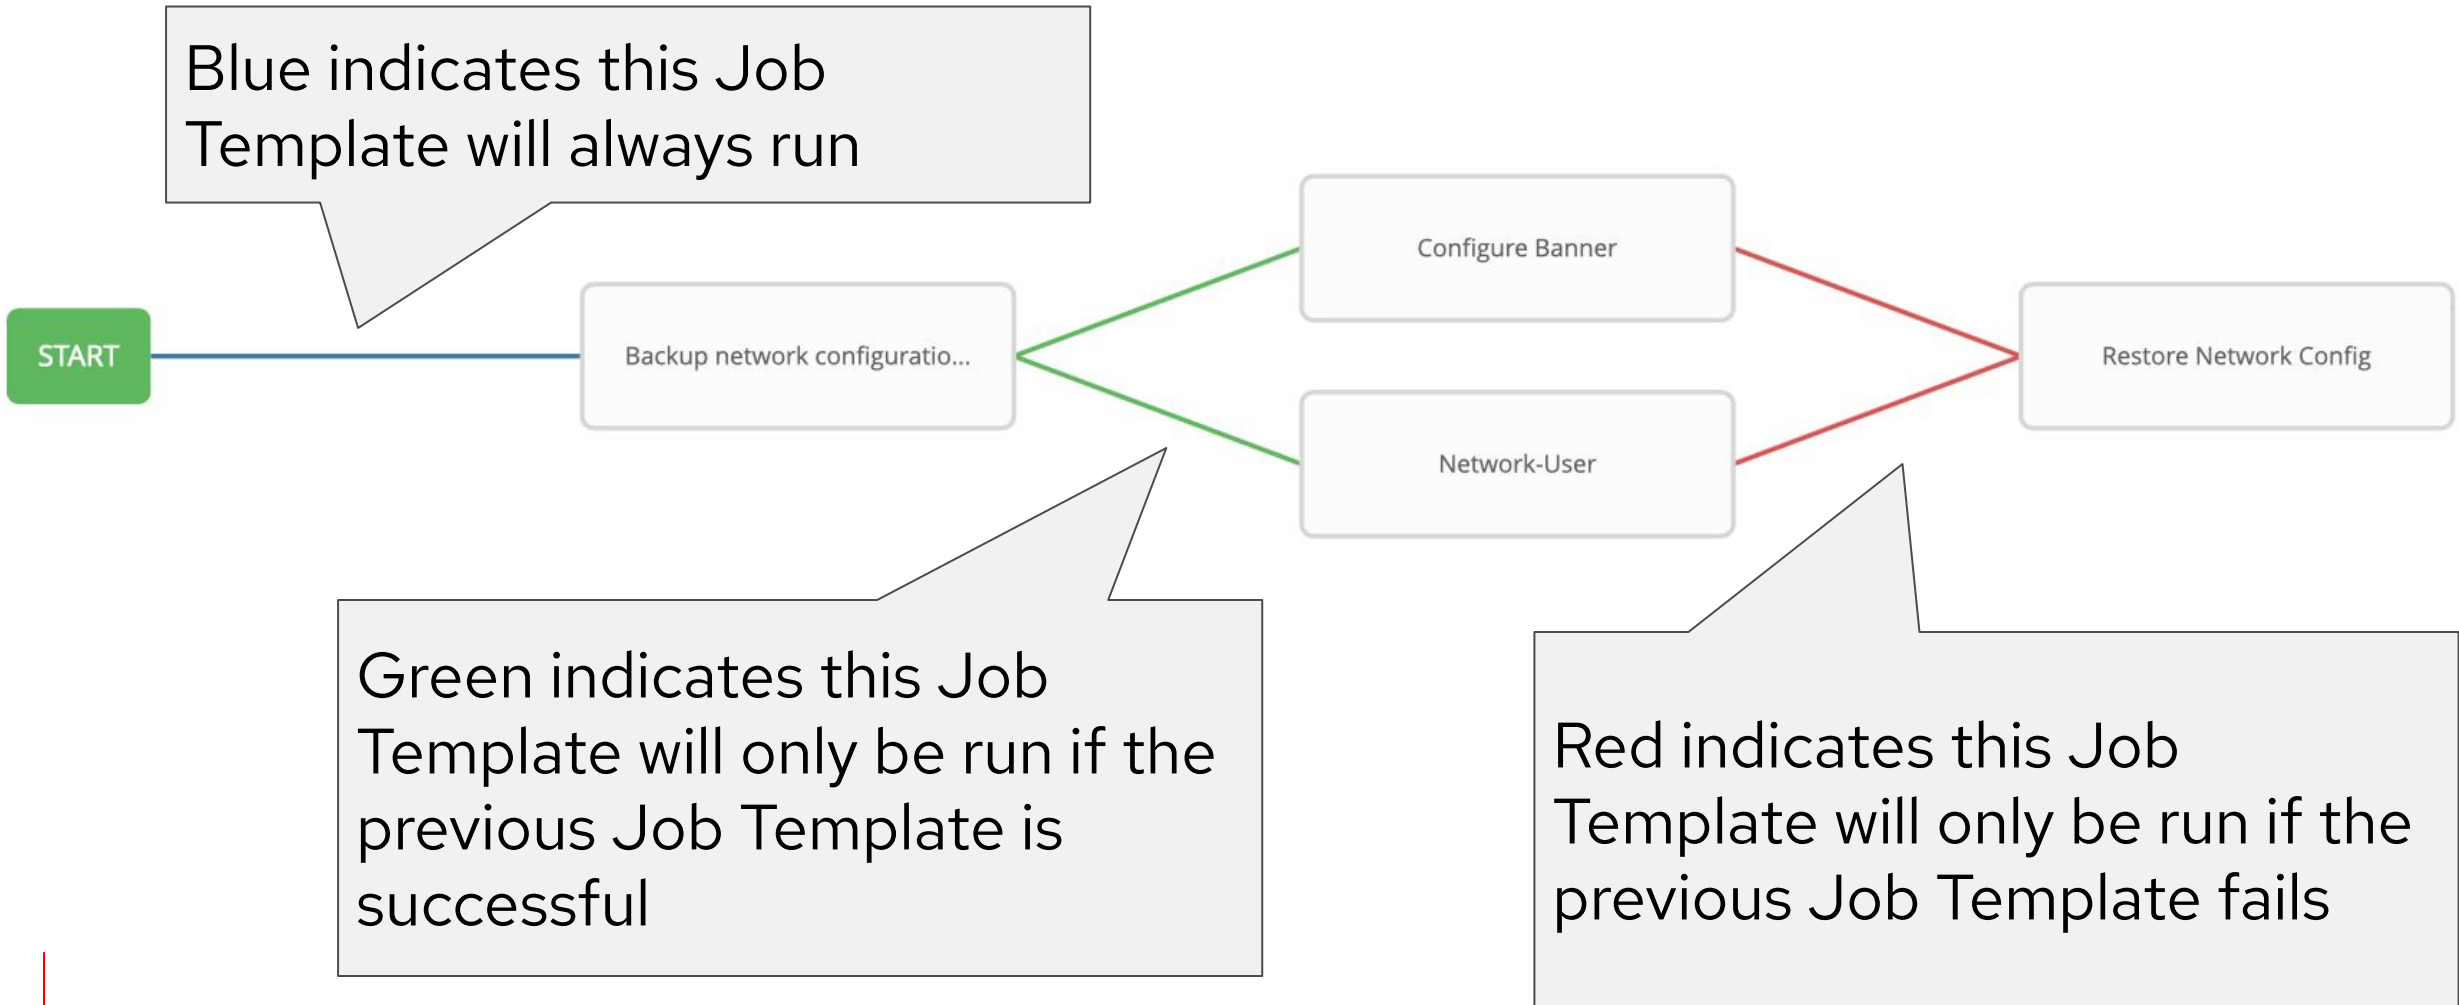 Blue indicates this Job
Template will always run
Configure Banner
START
Backup network configuratio...
Restore Network Config
Network-User
Green indicates this Job
Template will only be run if the
previous Job Template is
successful
Red indicates this Job
Template will only be run if the
previous Job Template fails